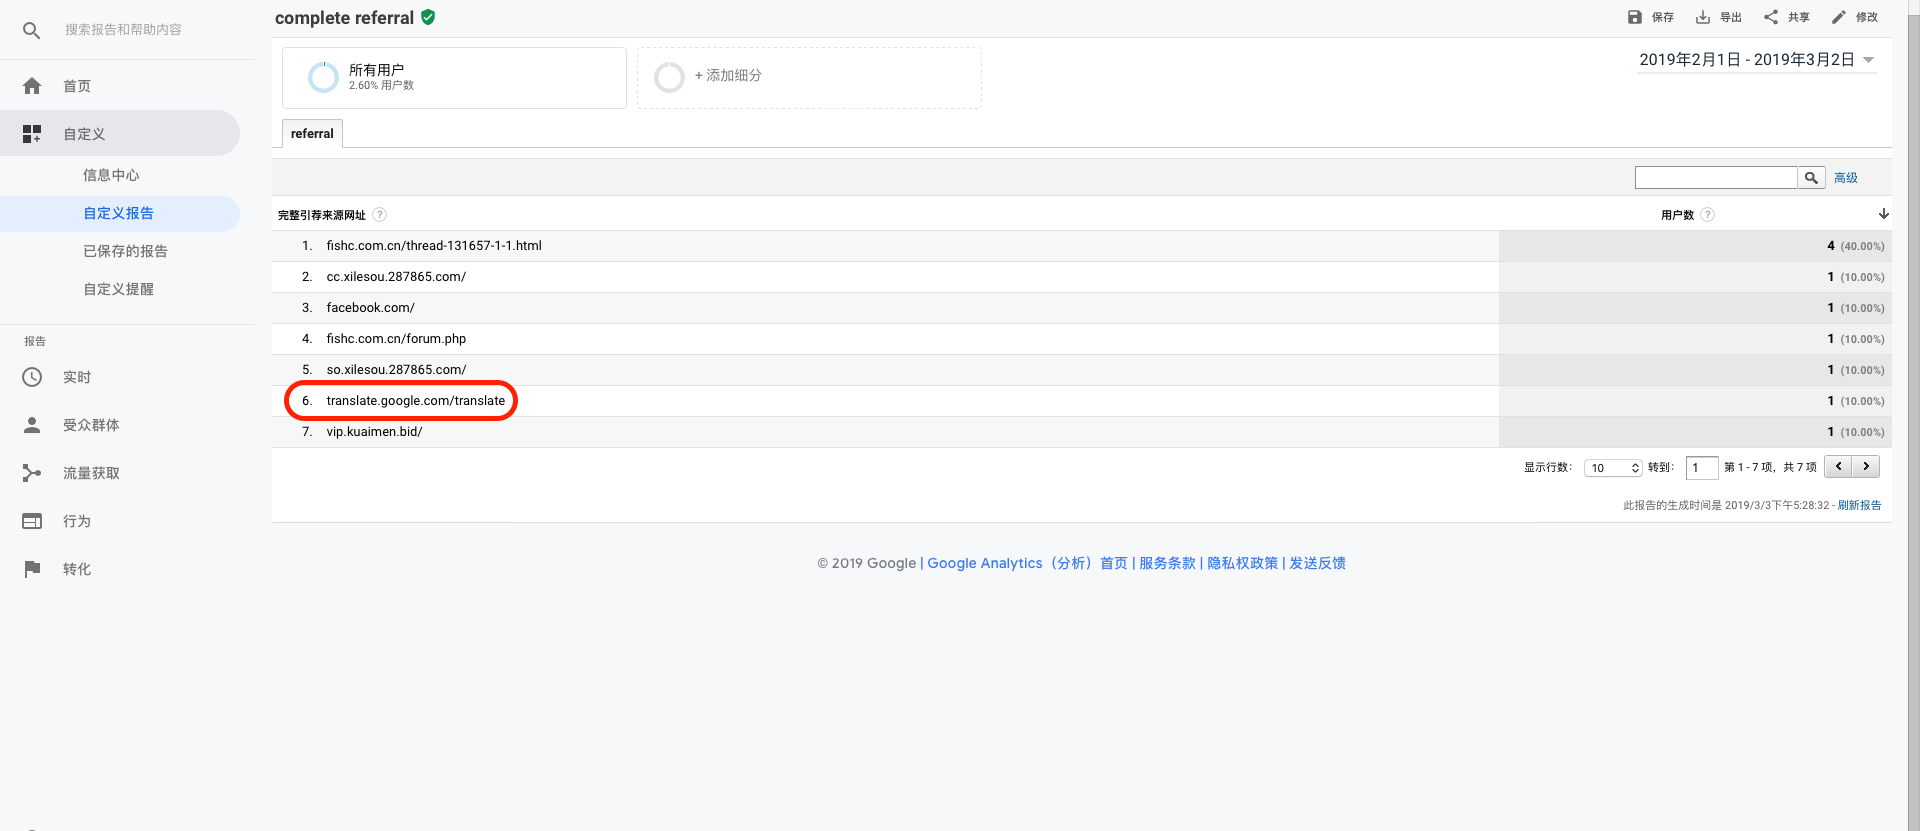 搜索报告和帮助内容
首页
自定义
信息中心
自定义报告
已保存的报告
自定义提醒
报告
实时
受众群体
流量获取
行为
转化
complete referral
保存 导出 共享 修改
所有用户
2.60% 用户数
+ 添加细分
2019年2月1日 - 2019年3月2日
referral
高级
完整引荐来源网址 ? 用户数 ?
1. fishc.com.cn/thread-131657-1-1.html 4 (40.00%)
2. cc.xilesou.287865.com/ 1 (10.00%)
3. facebook.com/ 1 (10.00%)
4. fishc.com.cn/forum.php 1 (10.00%)
5. so.xilesou.287865.com/ 1 (10.00%)
6. translate.google.com/translate 1 (10.00%)
7. vip.kuaimen.bid/ 1 (10.00%)
显示行数: 10 转到: 1 第 1 - 7 项，共 7 项
此报告的生成时间是 2019/3/3下午5:28:32 - 刷新报告
© 2019 Google | Google Analytics（分析）首页 | 服务条款 | 隐私权政策 | 发送反馈